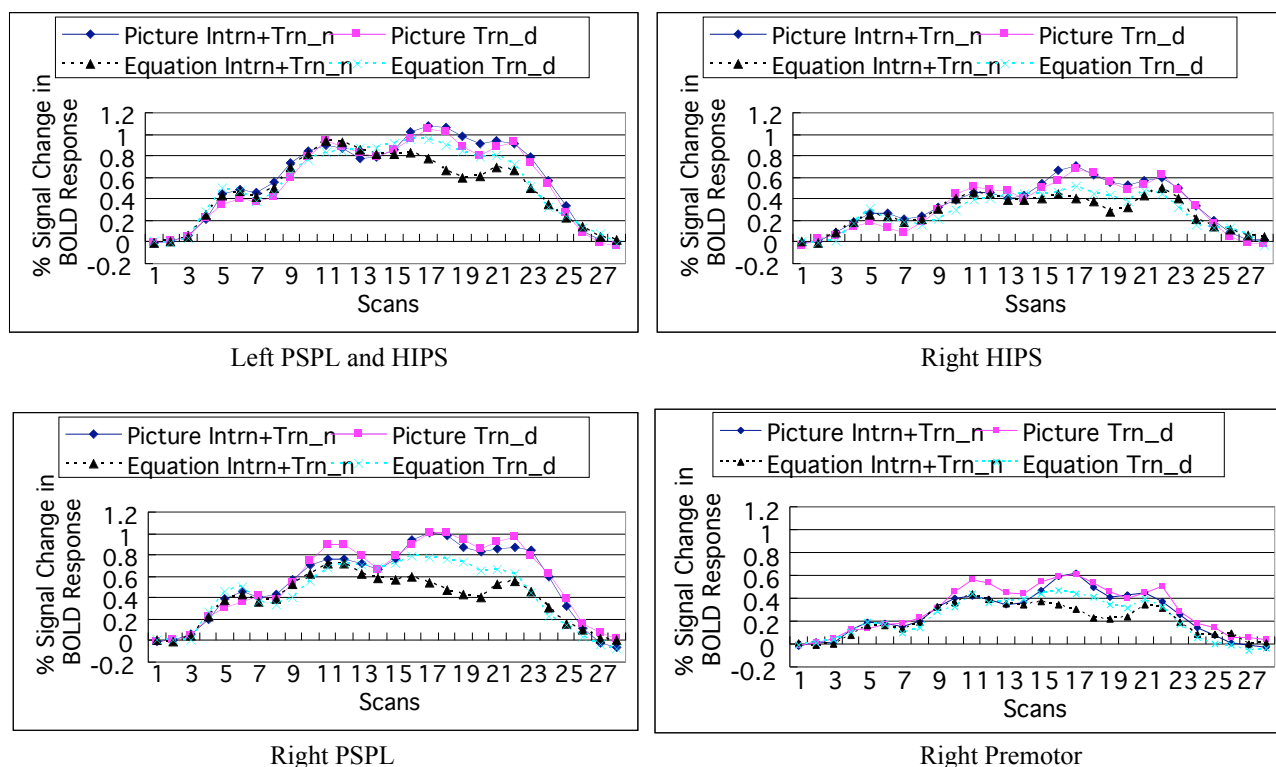 Picture Intrn+Trn_n Picture Trn_d
Equation Intrn+Trn_n Equation Trn_d
% Signal Change in
BOLD Response
1.2
1
0.8
0.6
0.4
0.2
0
-0.2
1 3 5 7 9 11 13 15 17 19 21 23 25 27
Scans
Left PSPL and HIPS
Picture Intrn+Trn_n Picture Trn_d
Equation Intrn+Trn_n Equation Trn_d
% Signal Change in
BOLD Response
1.2
1
0.8
0.6
0.4
0.2
0
-0.2
1 3 5 7 9 11 13 15 17 19 21 23 25 27
Ssans
Right HIPS
Picture Intrn+Trn_n Picture Trn_d
Equation Intrn+Trn_n Equation Trn_d
% Signal Change in
BOLD Response
1.2
1
0.8
0.6
0.4
0.2
0
-0.2
1 3 5 7 9 11 13 15 17 19 21 23 25 27
Scans
Right PSPL
Picture Intrn+Trn_n Picture Trn_d
Equation Intrn+Trn_n Equation Trn_d
% Signal Change in
BOLD Response
1.2
1
0.8
0.6
0.4
0.2
0
-0.2
1 3 5 7 9 11 13 15 17 19 21 23 25 27
Scans
Right Premotor